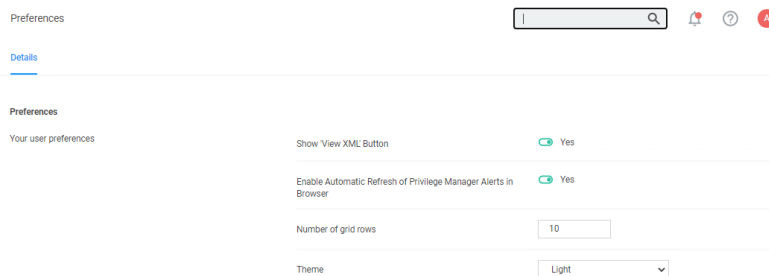 Preferences
A
Details
Preferences
Your user preferences
Show 'View XML' Button
Yes
Enable Automatic Refresh of Privilege Manager Alerts in
Browser
Yes
Number of grid rows
10
Theme
Light